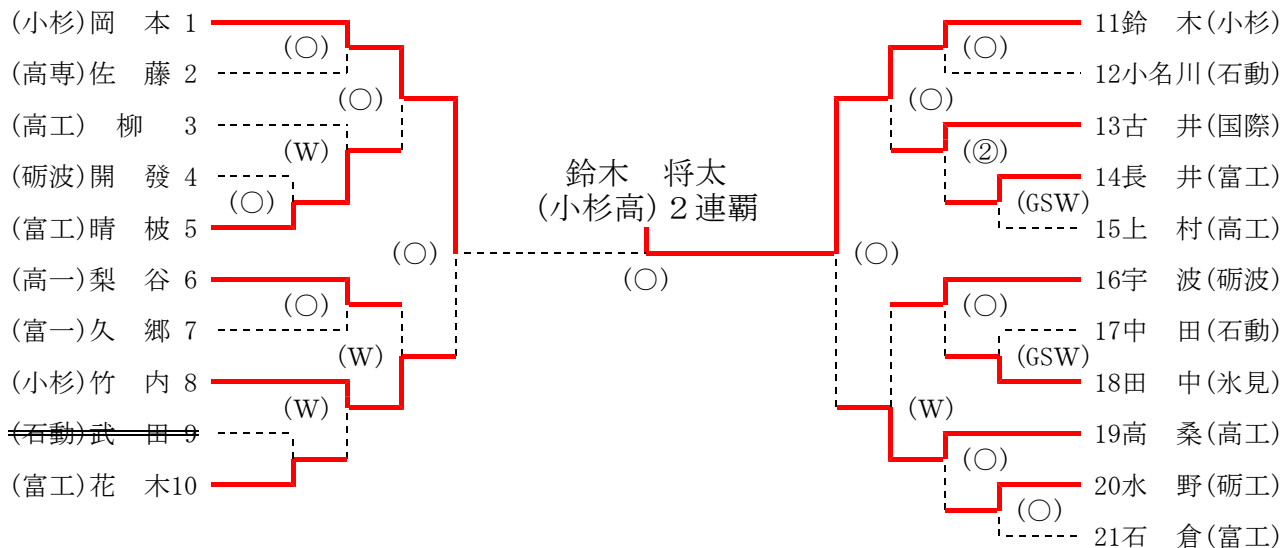 (小杉)岡　本 1
(○)
(高専)佐　藤 2
(○)
(高工)　柳　 3
(W)
(砺波)開　發 4
(○)
(富工)晴　柀 5
(○)
(高一)梨　谷 6
(○)
(富一)久　郷 7
(W)
(小杉)竹　内 8
(W)
(石動)武　田 9
(富工)花　木10
鈴木　将太
(小杉高)２連覇
(○)
11鈴　木(小杉)
(○)
12小名川(石動)
(○)
13古　井(国際)
(②)
14長　井(富工)
(GSW)
15上　村(高工)
(○)
16宇　波(砺波)
(○)
17中　田(石動)
(GSW)
18田　中(氷見)
(W)
19高　桑(高工)
(○)
20水　野(砺工)
(○)
21石　倉(富工)